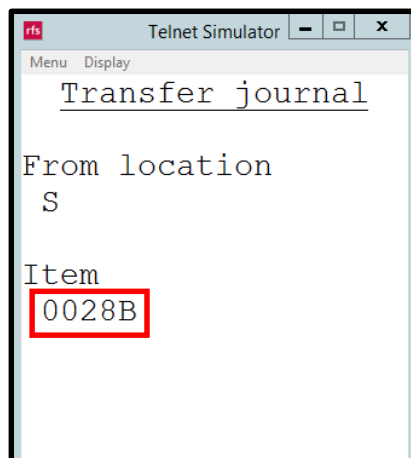 rfs Telnet Simulator
Menu Display
Transfer journal
From location
S
Item
0028B